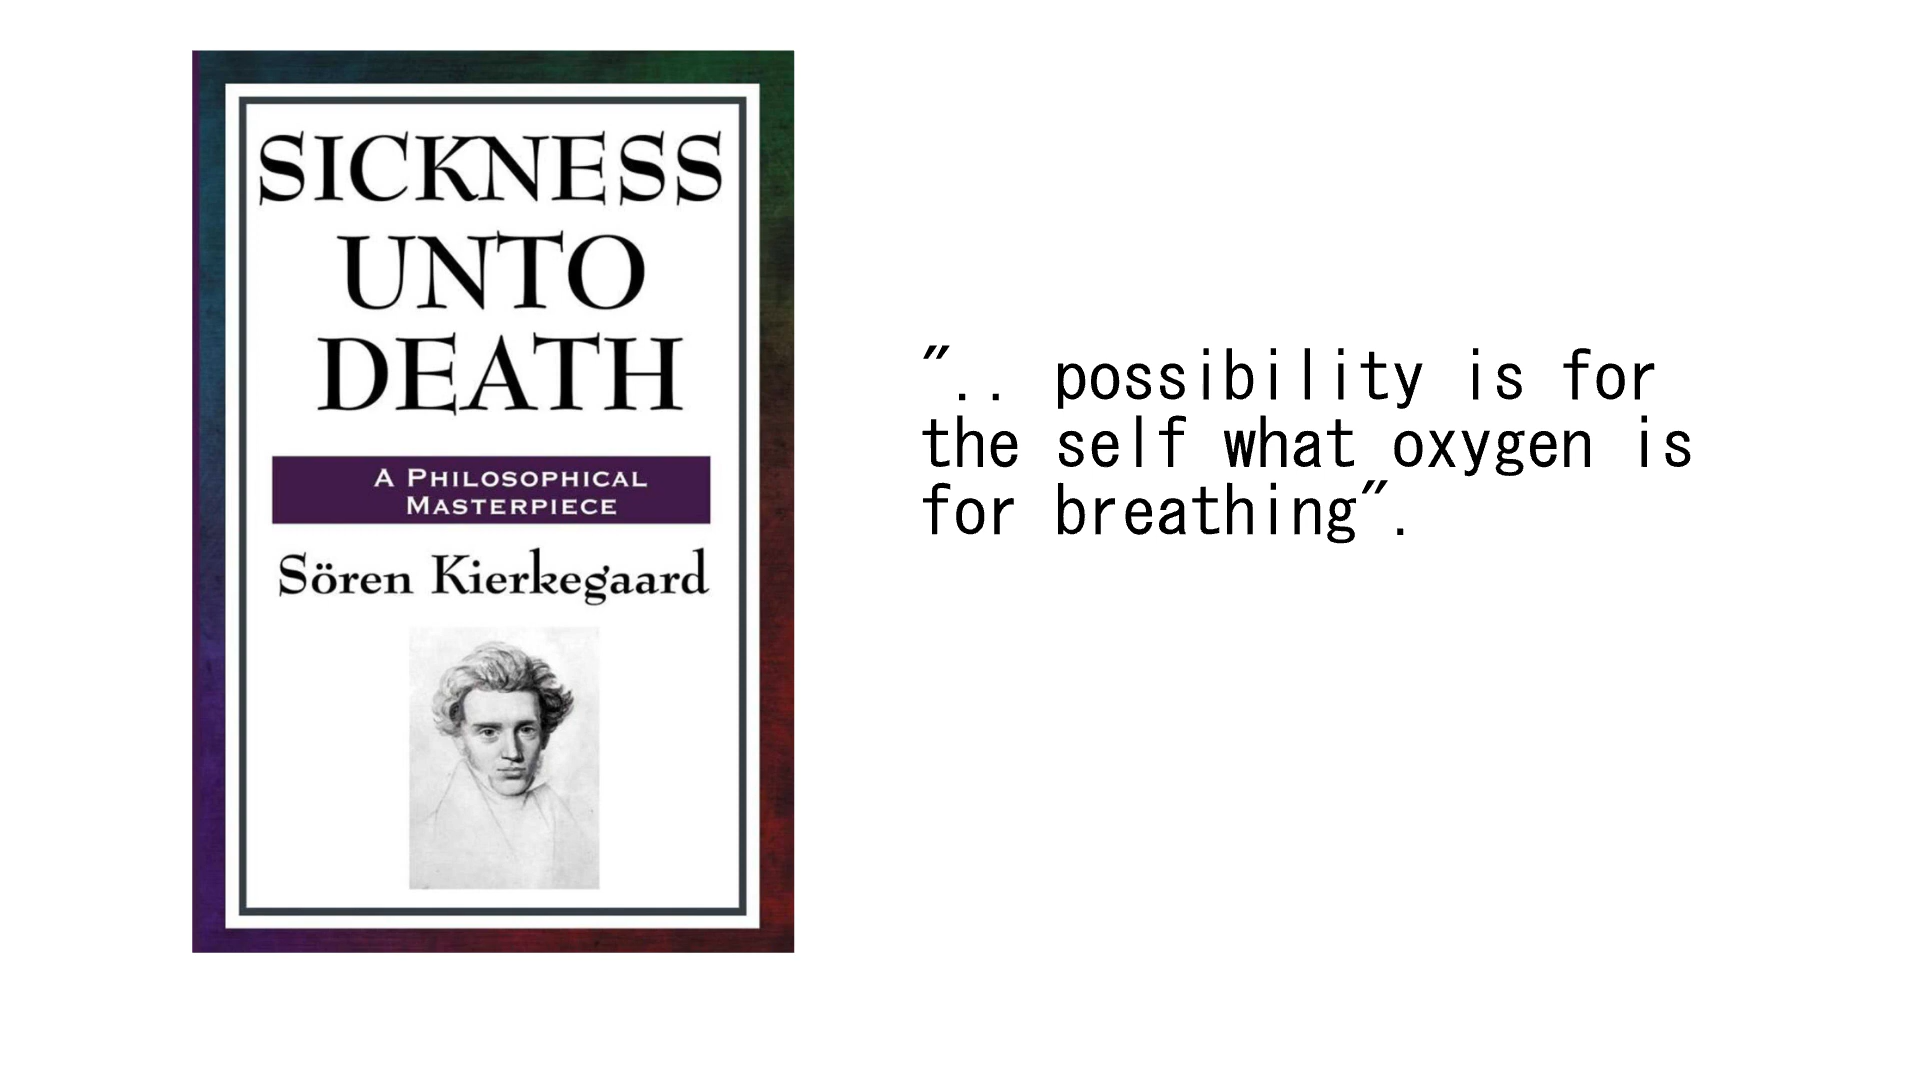 SICKNESS
UNTO
DEATH
A PHILOSOPHICAL
MASTERPIECE
Sören Kierkegaard
".. possibility is for
the self what oxygen is
for breathing".